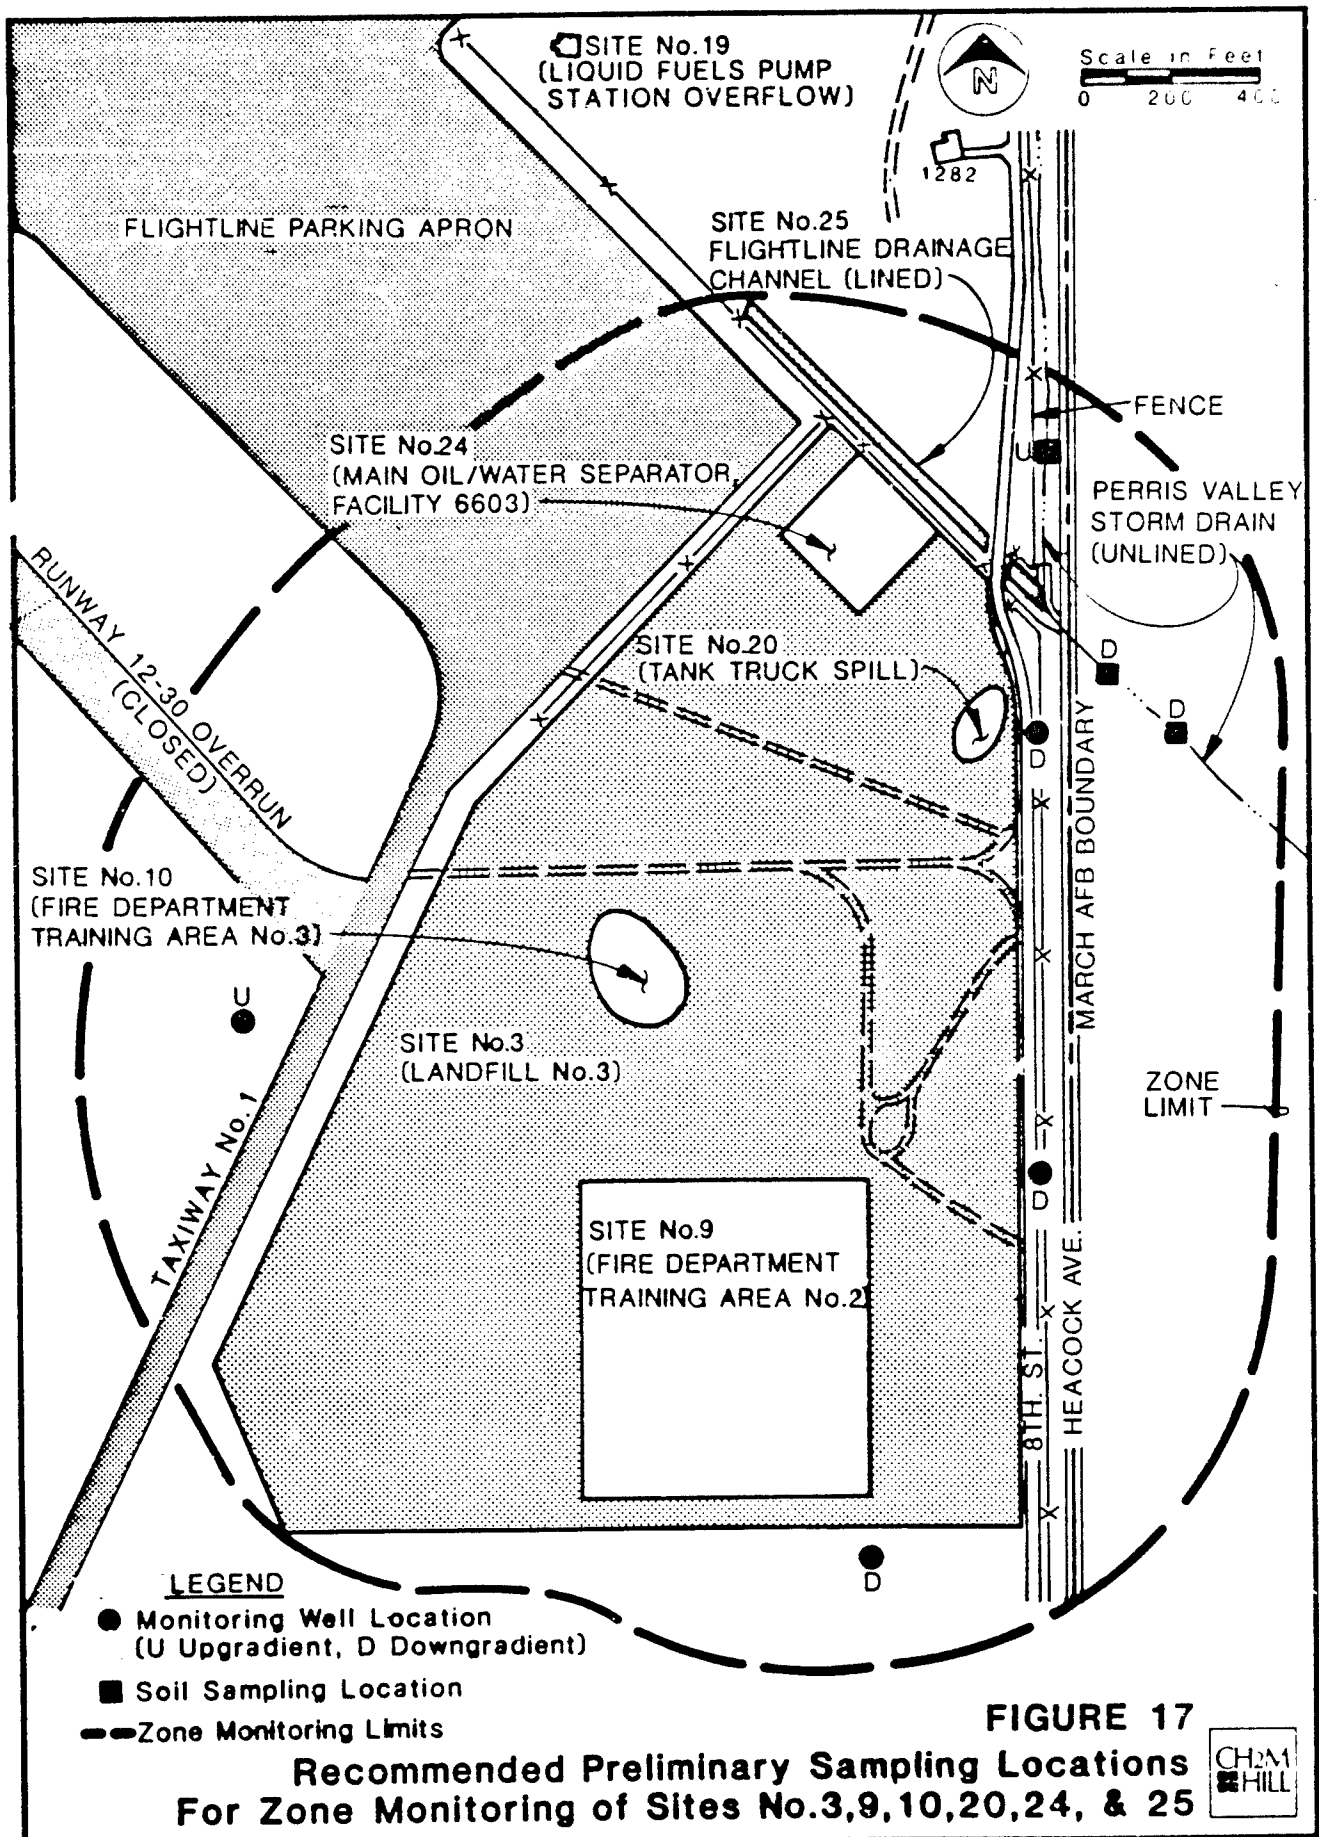 SITE No.19
(LIQUID FUELS PUMP
STATION OVERFLOW)
N
Scale in Feet
0 200 400
1282
FLIGHTLINE PARKING APRON
SITE No.25
FLIGHTLINE DRAINAGE
CHANNEL (LINED)
FENCE
SITE No.24
(MAIN OIL/WATER SEPARATOR,
FACILITY 6603)
U
PERRIS VALLEY
STORM DRAIN
(UNLINED)
RUNWAY 12-30 OVERRUN
(CLOSED)
SITE No.20
(TANK TRUCK SPILL)
D
D
D
MARCH AFB BOUNDARY
SITE No.10
(FIRE DEPARTMENT
TRAINING AREA No.3)
U
SITE No.3
(LANDFILL No.3)
ZONE
LIMIT
TAXIWAY No.1
D
SITE No.9
(FIRE DEPARTMENT
TRAINING AREA No.2)
8TH. ST.
HEACOCK AVE.
D
LEGEND
Monitoring Well Location
(U Upgradient, D Downgradient)
Soil Sampling Location
Zone Monitoring Limits
FIGURE 17
Recommended Preliminary Sampling Locations
For Zone Monitoring of Sites No.3,9,10,20,24, & 25
CH2M
HILL